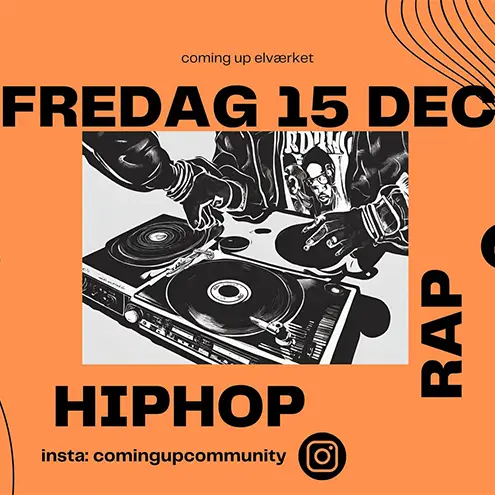 coming up elværket
FREDAG 15 DEC
RAP
HIPHOP
insta: comingupcommunity